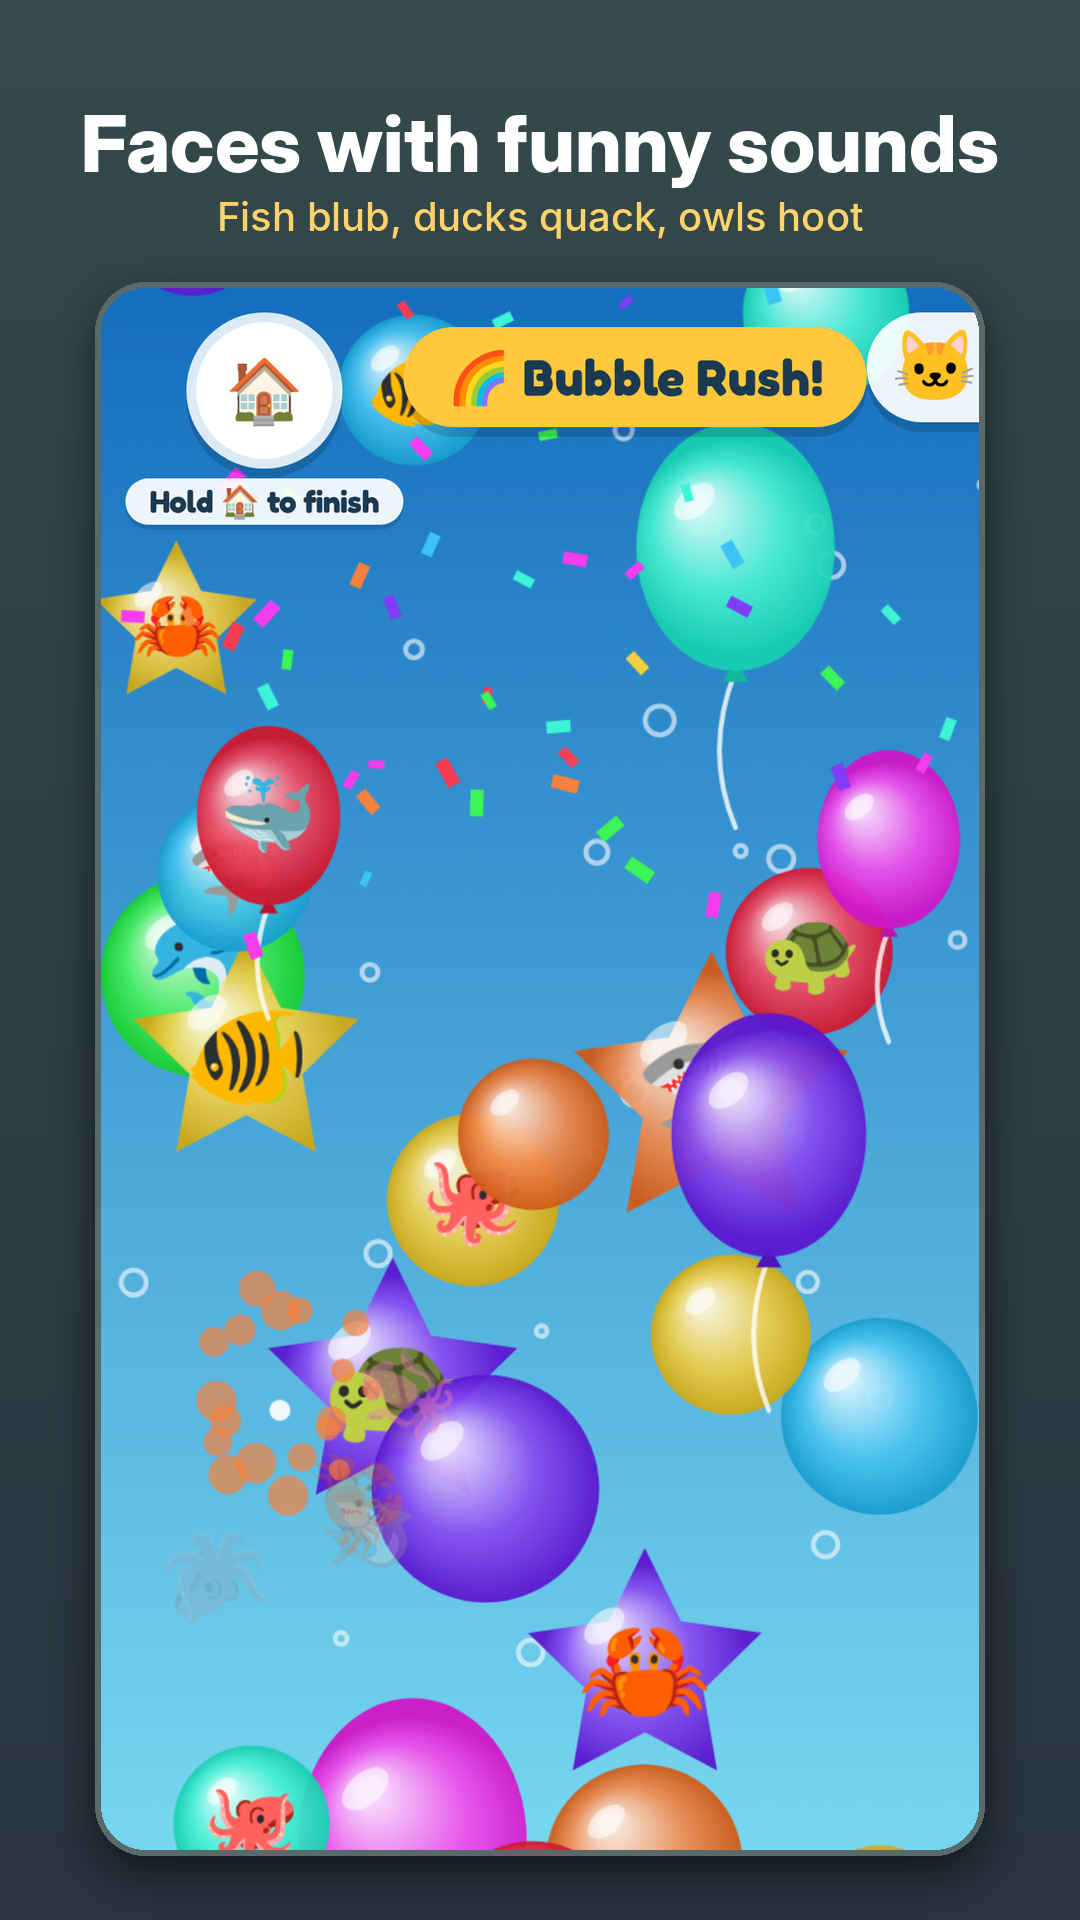 Faces with funny sounds
Fish blub, ducks quack, owls hoot
Bubble Rush!
Hold 🏠 to finish